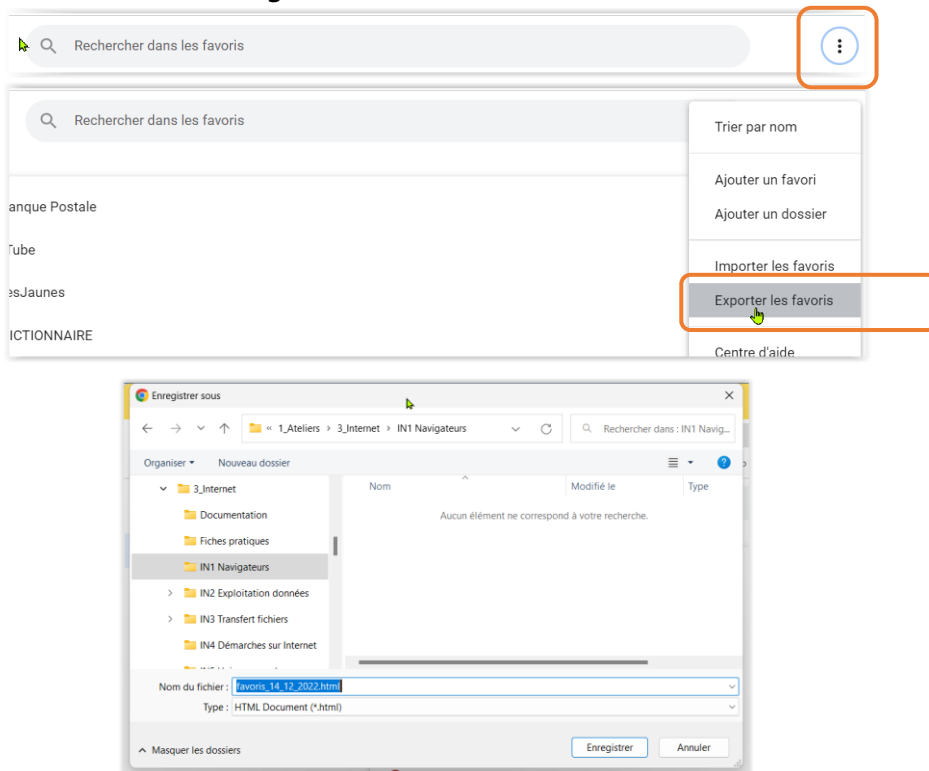 Rechercher dans les favoris
Rechercher dans les favoris
Trier par nom
Ajouter un favori
Ajouter un dossier
Importer les favoris
Exporter les favoris
Centre d'aide
anque Postale
Tube
esJaunes
ICTIONNAIRE
Enregistrer sous
« 1_Ateliers › 3_Internet › IN1 Navigateurs
Rechercher dans : IN1 Navig...
Organiser
Nouveau dossier
3_Internet
Documentation
Fiches pratiques
IN1 Navigateurs
IN2 Exploitation données
IN3 Transfert fichiers
IN4 Démarches sur Internet
Nom Modifié le Type
Aucun élément ne correspond à votre recherche.
Nom du fichier : favoris_14_12_2022.html
Type : HTML Document (*.html)
Masquer les dossiers
Enregistrer Annuler